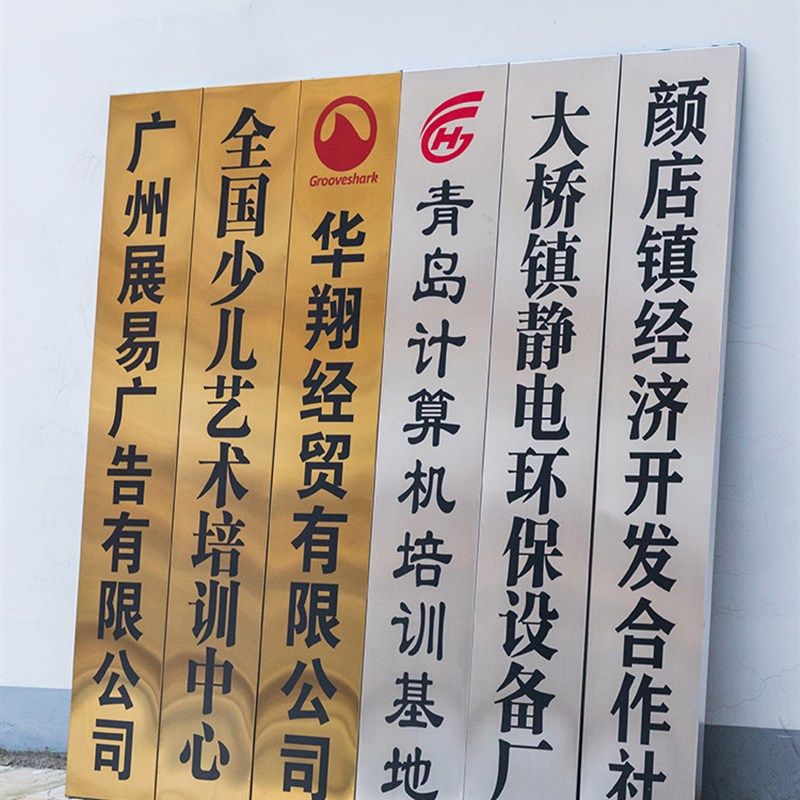 广州展易广告有限公司
全国少儿艺术培训中心
Grooveshark
华翔经贸有限公司
HJ
青岛计算机培训基地
大桥镇静电环保设备厂
颜店镇经济开发合作社